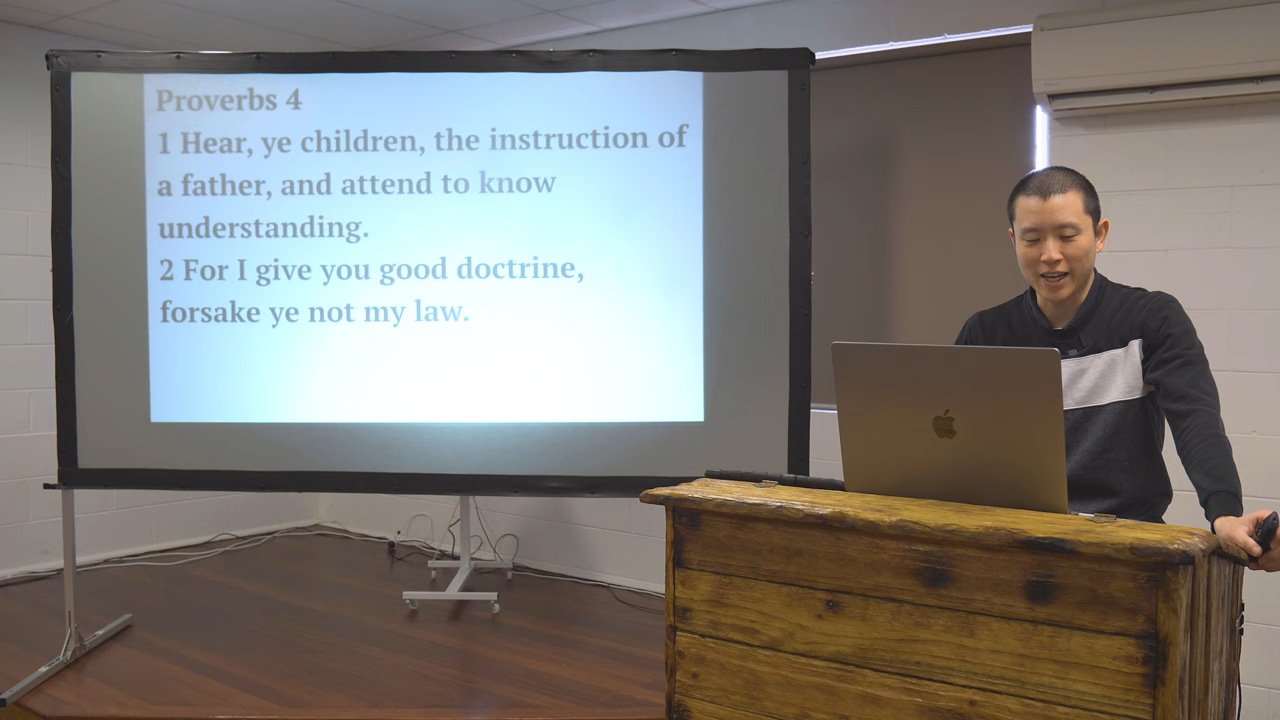 Proverbs 4
1 Hear, ye children, the instruction of
a father, and attend to know
understanding.
2 For I give you good doctrine,
forsake ye not my law.